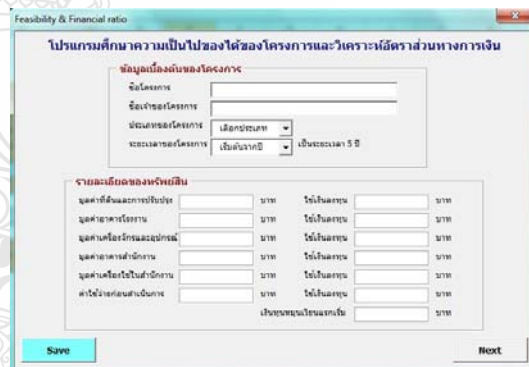 Feasibility & Financial ratio
โปรแกรมศึกษาความเป็นไปของได้ของโครงการและวิเคราะห์อัตราส่วนทางการเงิน
ข้อมูลเบื้องต้นของโครงการ
ชื่อโครงการ
ชื่อเจ้าของโครงการ
ประเภทของโครงการ เลือกประเภท
ระยะเวลาของโครงการ เริ่มต้นจากปี เป็นระยะเวลา 5 ปี
รายละเอียดของทรัพย์สิน
มูลค่าที่ดินและการปรับปรุง บาท ใช้เงินลงทุน บาท
มูลค่าอาคารโรงงาน บาท ใช้เงินลงทุน บาท
มูลค่าเครื่องจักรและอุปกรณ์ บาท ใช้เงินลงทุน บาท
มูลค่าอาคารสำนักงาน บาท ใช้เงินลงทุน บาท
มูลค่าเครื่องใช้ในสำนักงาน บาท ใช้เงินลงทุน บาท
ค่าใช้จ่ายก่อนดำเนินการ บาท ใช้เงินลงทุน บาท
เงินทุนหมุนเวียนแรกเริ่ม บาท
Save Next